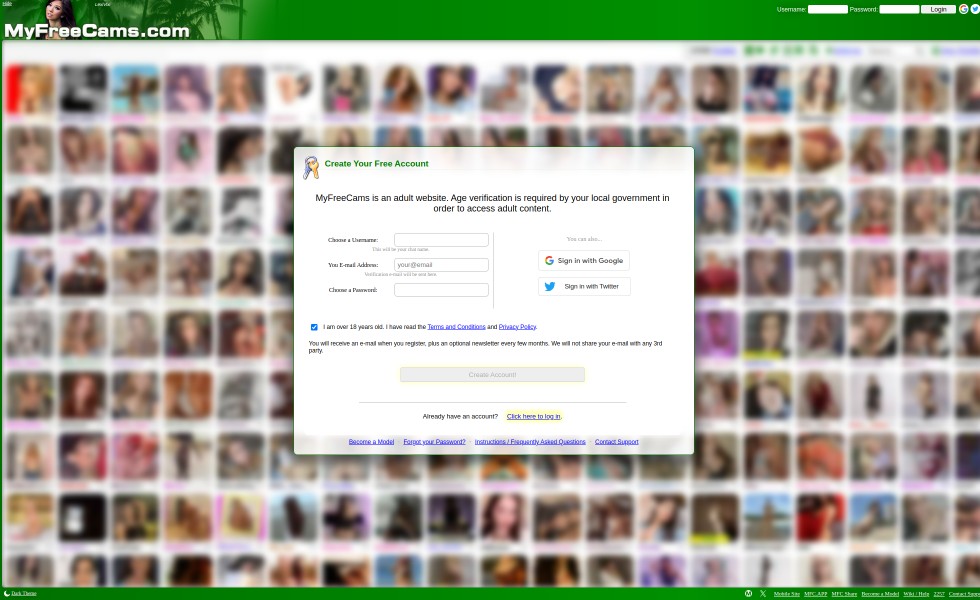 Username:
Password:
Login
MyFreeCams.com
Create Your Free Account
MyFreeCams is an adult website. Age verification is required by your local government in
order to access adult content.
Choose a Username:
This will be your chat name.
You E-mail Address:
your@email
Verification e-mail will be sent here.
Choose a Password:
You can also...
Sign in with Google
Sign in with Twitter
I am over 18 years old. I have read the Terms and Conditions and Privacy Policy.
You will receive an e-mail when you register, plus an optional newsletter every few months. We will not share your e-mail with any 3rd
party.
Create Account!
Already have an account? Click here to log in.
Become a Model · Forgot your Password? · Instructions / Frequently Asked Questions · Contact Support
Dark Theme
Mobile Site MFC.APP MFC Share Become a Model Wiki / Help 2257 Contact